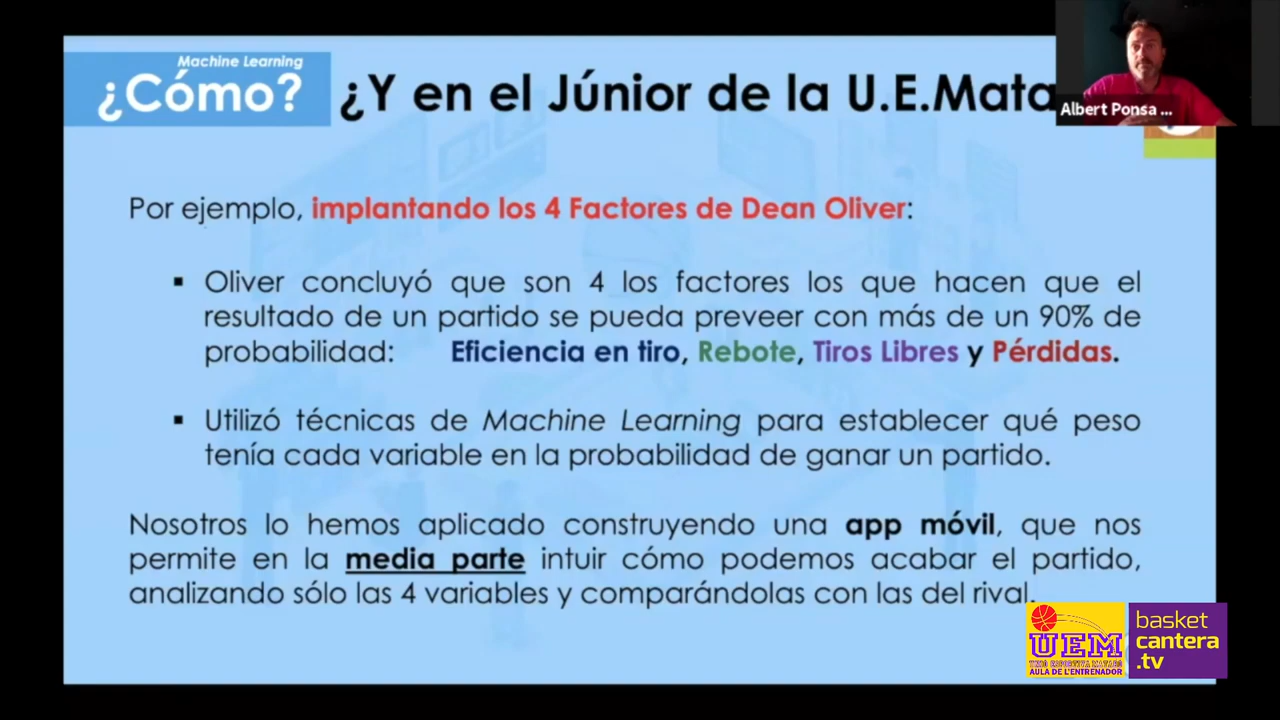 Machine Learning
¿Cómo?
¿Y en el Júnior de la U.E.Mata
Albert Ponsa ...
Por ejemplo, implantando los 4 Factores de Dean Oliver:
▪ Oliver concluyó que son 4 los factores los que hacen que el
resultado de un partido se pueda preveer con más de un 90% de
probabilidad: Eficiencia en tiro, Rebote, Tiros Libres y Pérdidas.
▪ Utilizó técnicas de Machine Learning para establecer qué peso
tenía cada variable en la probabilidad de ganar un partido.
Nosotros lo hemos aplicado construyendo una app móvil, que nos
permite en la media parte intuir cómo podemos acabar el partido,
analizando sólo las 4 variables y comparándolas con las del rival.
UEM
UNIÓ ESPORTIVA MATARÓ
AULA DE L'ENTRENADOR
basket
cantera
.tv